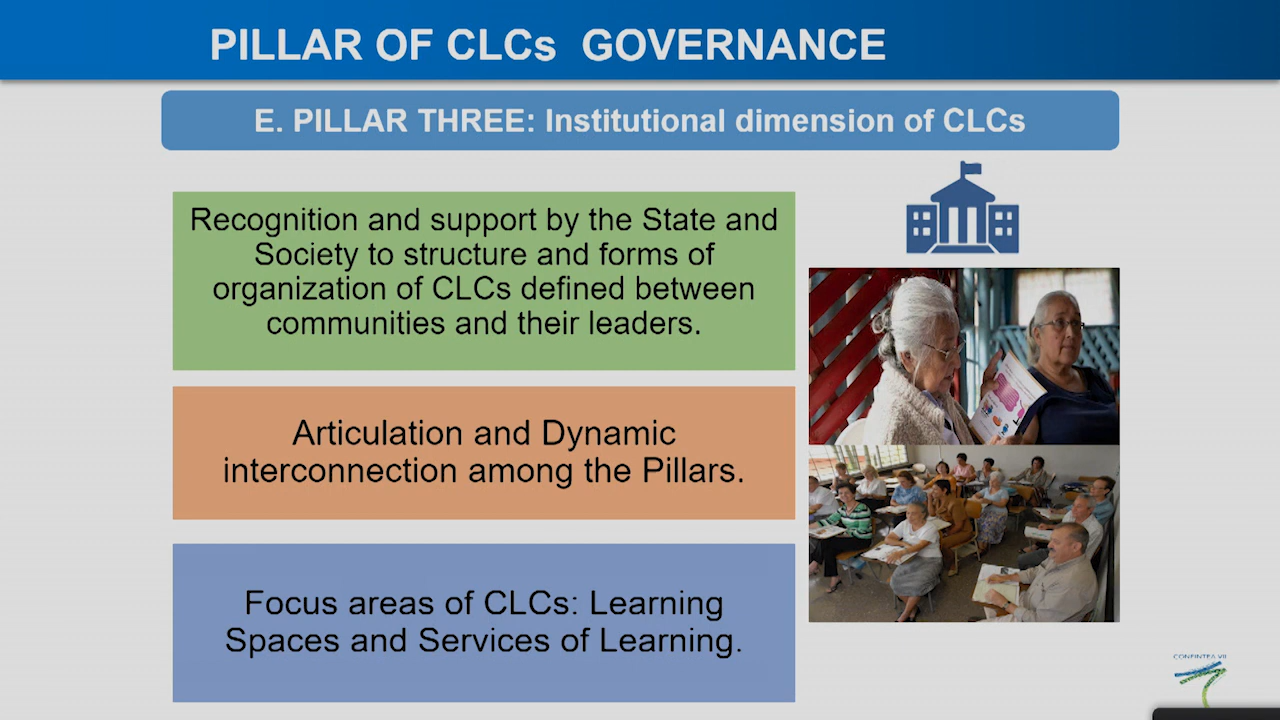 PILLAR OF CLCs GOVERNANCE
E. PILLAR THREE: Institutional dimension of CLCs
Recognition and support by the State and
Society to structure and forms of
organization of CLCs defined between
communities and their leaders.
Articulation and Dynamic
interconnection among the Pillars.
Focus areas of CLCs: Learning
Spaces and Services of Learning.
CONFINTEA VII